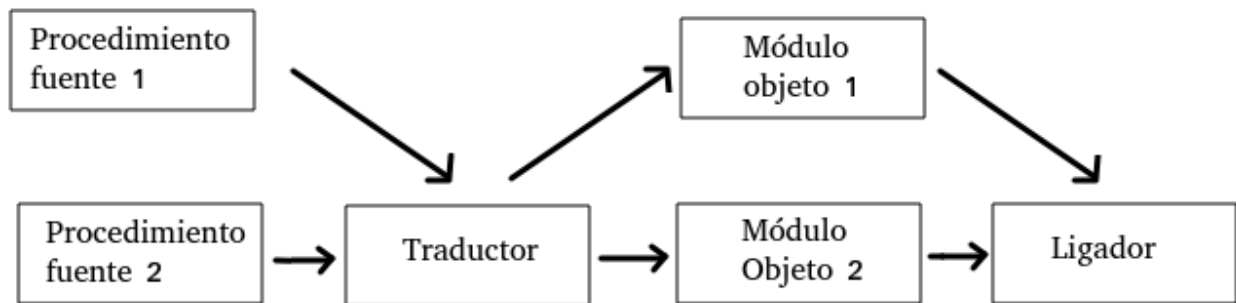 Procedimiento
fuente 1
Módulo
objeto 1
Procedimiento
fuente 2
Traductor
Módulo
Objeto 2
Ligador